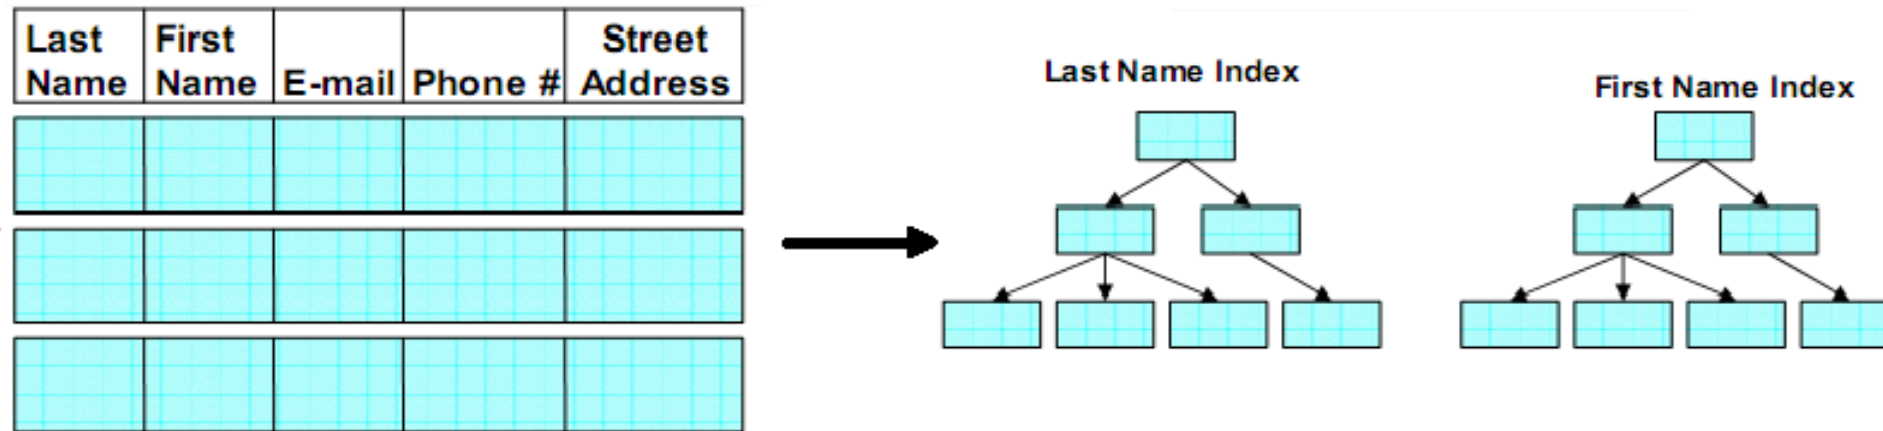 Last Name
First Name
E-mail
Phone #
Street Address
Last Name Index
First Name Index